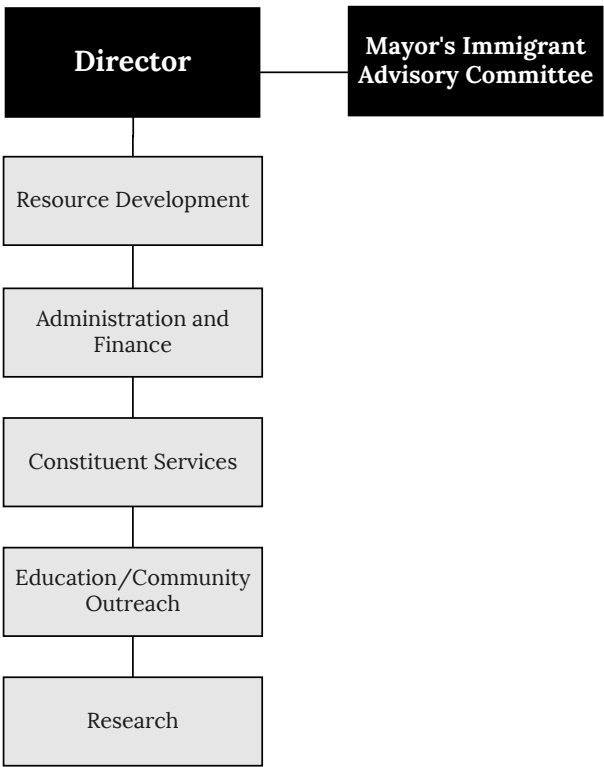 Director
Mayor's Immigrant
Advisory Committee
Resource Development
Administration and
Finance
Constituent Services
Education/Community
Outreach
Research